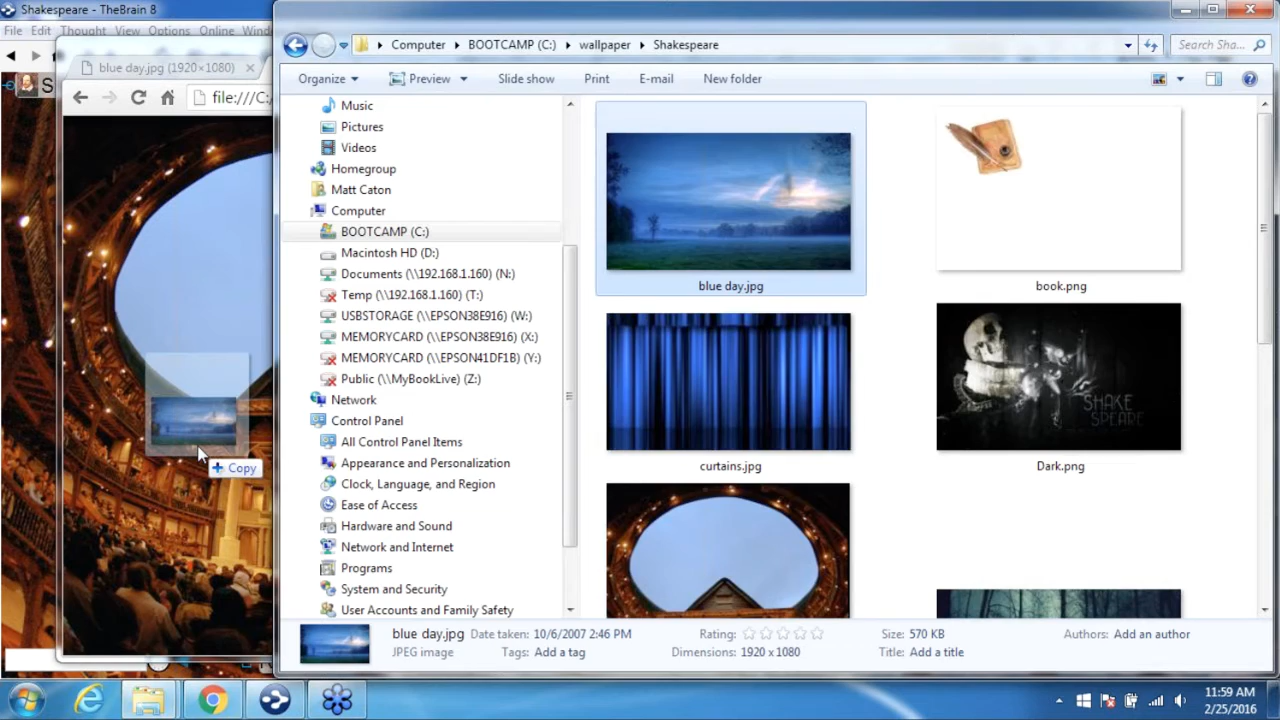 Shakespeare - TheBrain 8
File Edit Thought View Options Online Wind
S
blue day.jpg (1920×1080)
file:///C:/
Computer BOOTCAMP (C:) wallpaper Shakespeare
Search Sha...
Organize Preview Slide show Print E-mail New folder
Music
Pictures
Videos
Homegroup
Matt Caton
Computer
BOOTCAMP (C:)
Macintosh HD (D:)
Documents (\\192.168.1.160) (N:)
Temp (\\192.168.1.160) (T:)
USBSTORAGE (\\EPSON38E916) (W:)
MEMORYCARD (\\EPSON38E916) (X:)
MEMORYCARD (\\EPSON41DF1B) (Y:)
Public (\\MyBookLive) (Z:)
Network
Control Panel
All Control Panel Items
Appearance and Personalization
Clock, Language, and Region
Ease of Access
Hardware and Sound
Network and Internet
Programs
System and Security
User Accounts and Family Safety
Copy
blue day.jpg
book.png
SHAKE
SPEARE
curtains.jpg
Dark.png
blue day.jpg Date taken: 10/6/2007 2:46 PM Rating: Size: 570 KB Authors: Add an author
JPEG image Tags: Add a tag Dimensions: 1920 x 1080 Title: Add a title
11:59 AM
2/25/2016